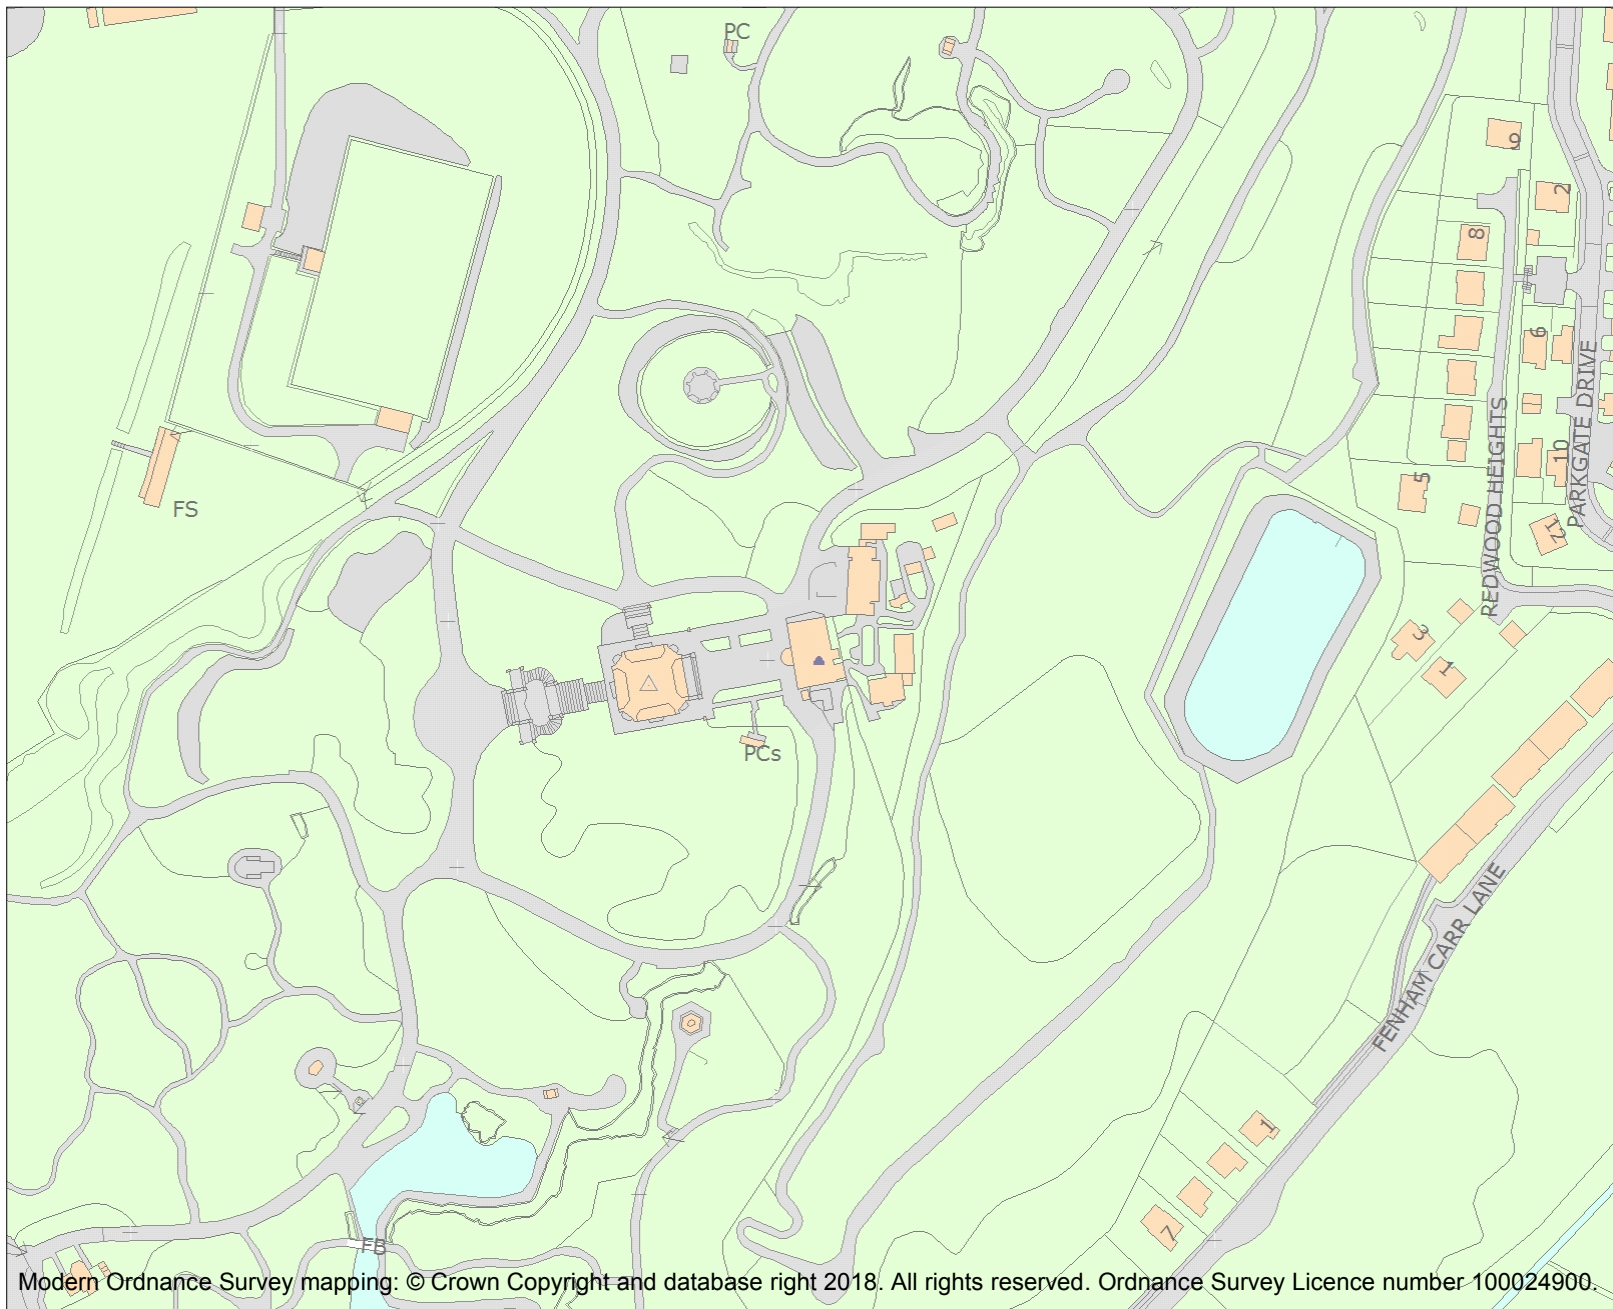 PC
9
2
8
6
PARKGATE DRIVE
10
5
REDWOOD HEIGHTS
FS
12
3
1
PCs
FENHAM CARR LANE
1
7
FB
Modern Ordnance Survey mapping: © Crown Copyright and database right 2018. All rights reserved. Ordnance Survey Licence number 100024900.